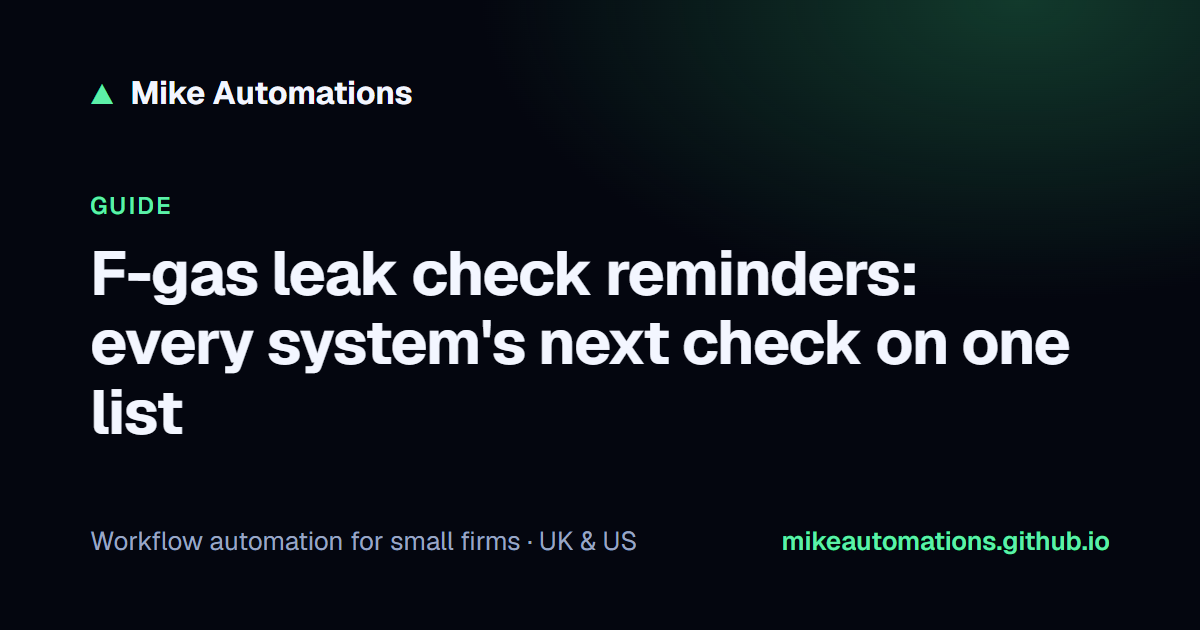 Mike Automations
GUIDE
F-gas leak check reminders:
every system's next check on one
list
Workflow automation for small firms · UK & US
mikeautomations.github.io